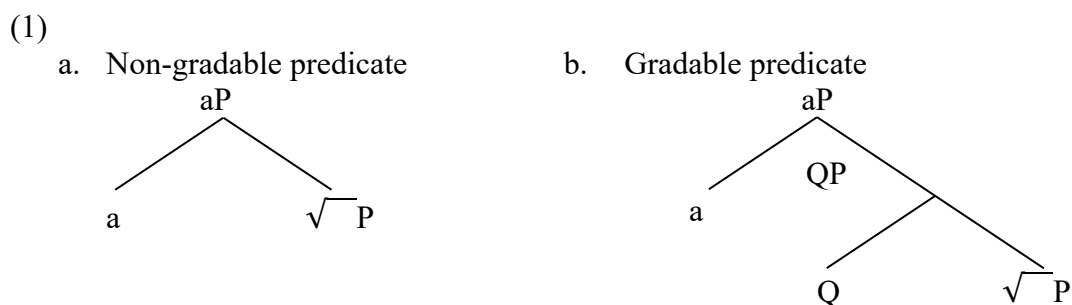 (1)
a. Non-gradable predicate b. Gradable predicate
aP aP
QP
a √P a
Q √P